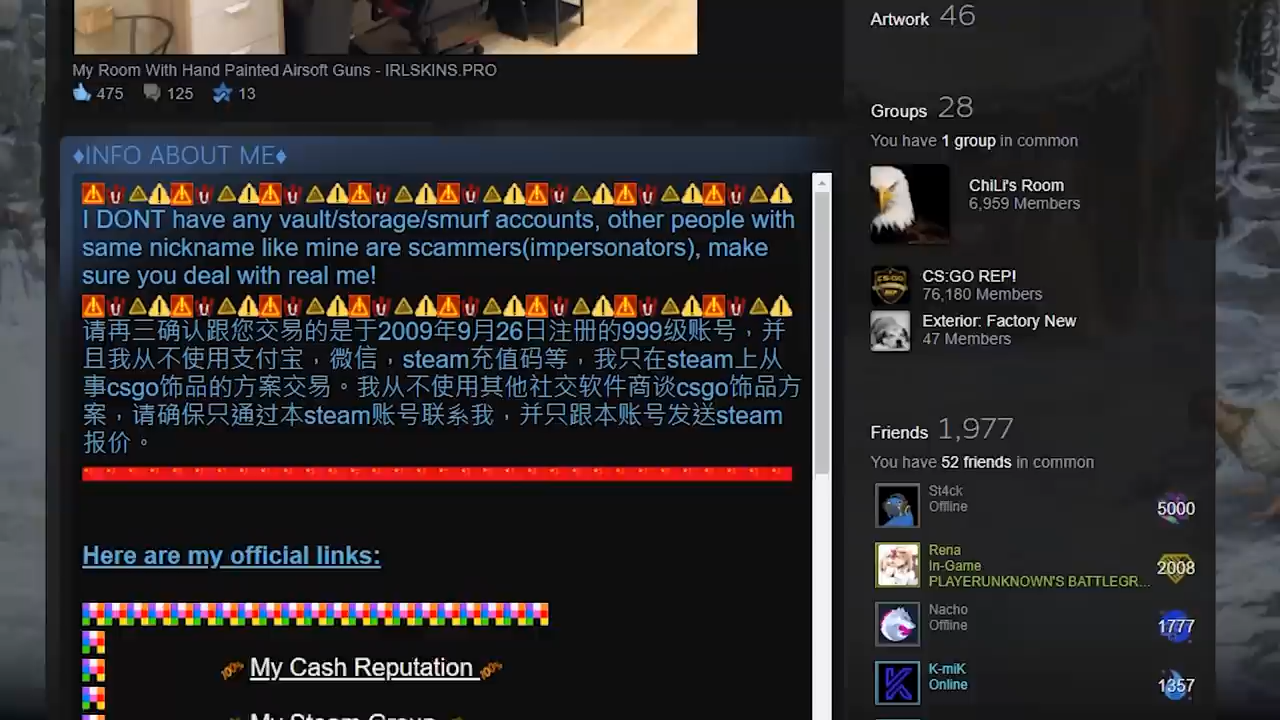 My Room With Hand Painted Airsoft Guns - IRLSKINS.PRO
475 125 13
♦INFO ABOUT ME♦
I DONT have any vault/storage/smurf accounts, other people with
same nickname like mine are scammers(impersonators), make
sure you deal with real me!
请再三确认跟您交易的是于2009年9月26日注册的999级账号，并
且我从不使用支付宝，微信，steam充值码等，我只在steam上从
事csgo饰品的方案交易。我从不使用其他社交软件商谈csgo饰品方
案，请确保只通过本steam账号联系我，并只跟本账号发送steam
报价。
Here are my official links:
My Cash Reputation
My Steam Group
Artwork 46
Groups 28
You have 1 group in common
ChiLi's Room
6,959 Members
CS:GO REP!
76,180 Members
Exterior: Factory New
47 Members
Friends 1,977
You have 52 friends in common
St4ck
Offline
5000
Rena
In-Game
PLAYERUNKNOWN'S BATTLEGR...
2008
Nacho
Offline
1777
K-miK
Online
1357